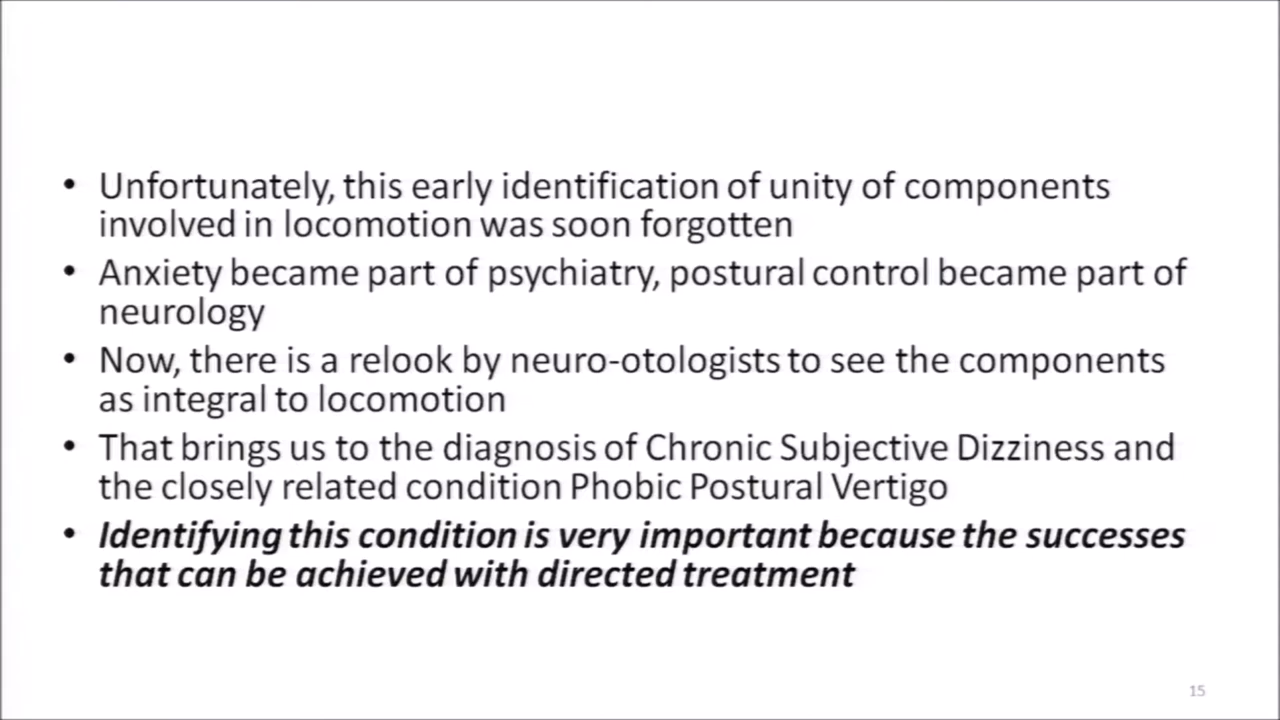 • Unfortunately, this early identification of unity of components
involved in locomotion was soon forgotten
• Anxiety became part of psychiatry, postural control became part of
neurology
• Now, there is a relook by neuro-otologists to see the components
as integral to locomotion
• That brings us to the diagnosis of Chronic Subjective Dizziness and
the closely related condition Phobic Postural Vertigo
• Identifying this condition is very important because the successes
that can be achieved with directed treatment
15